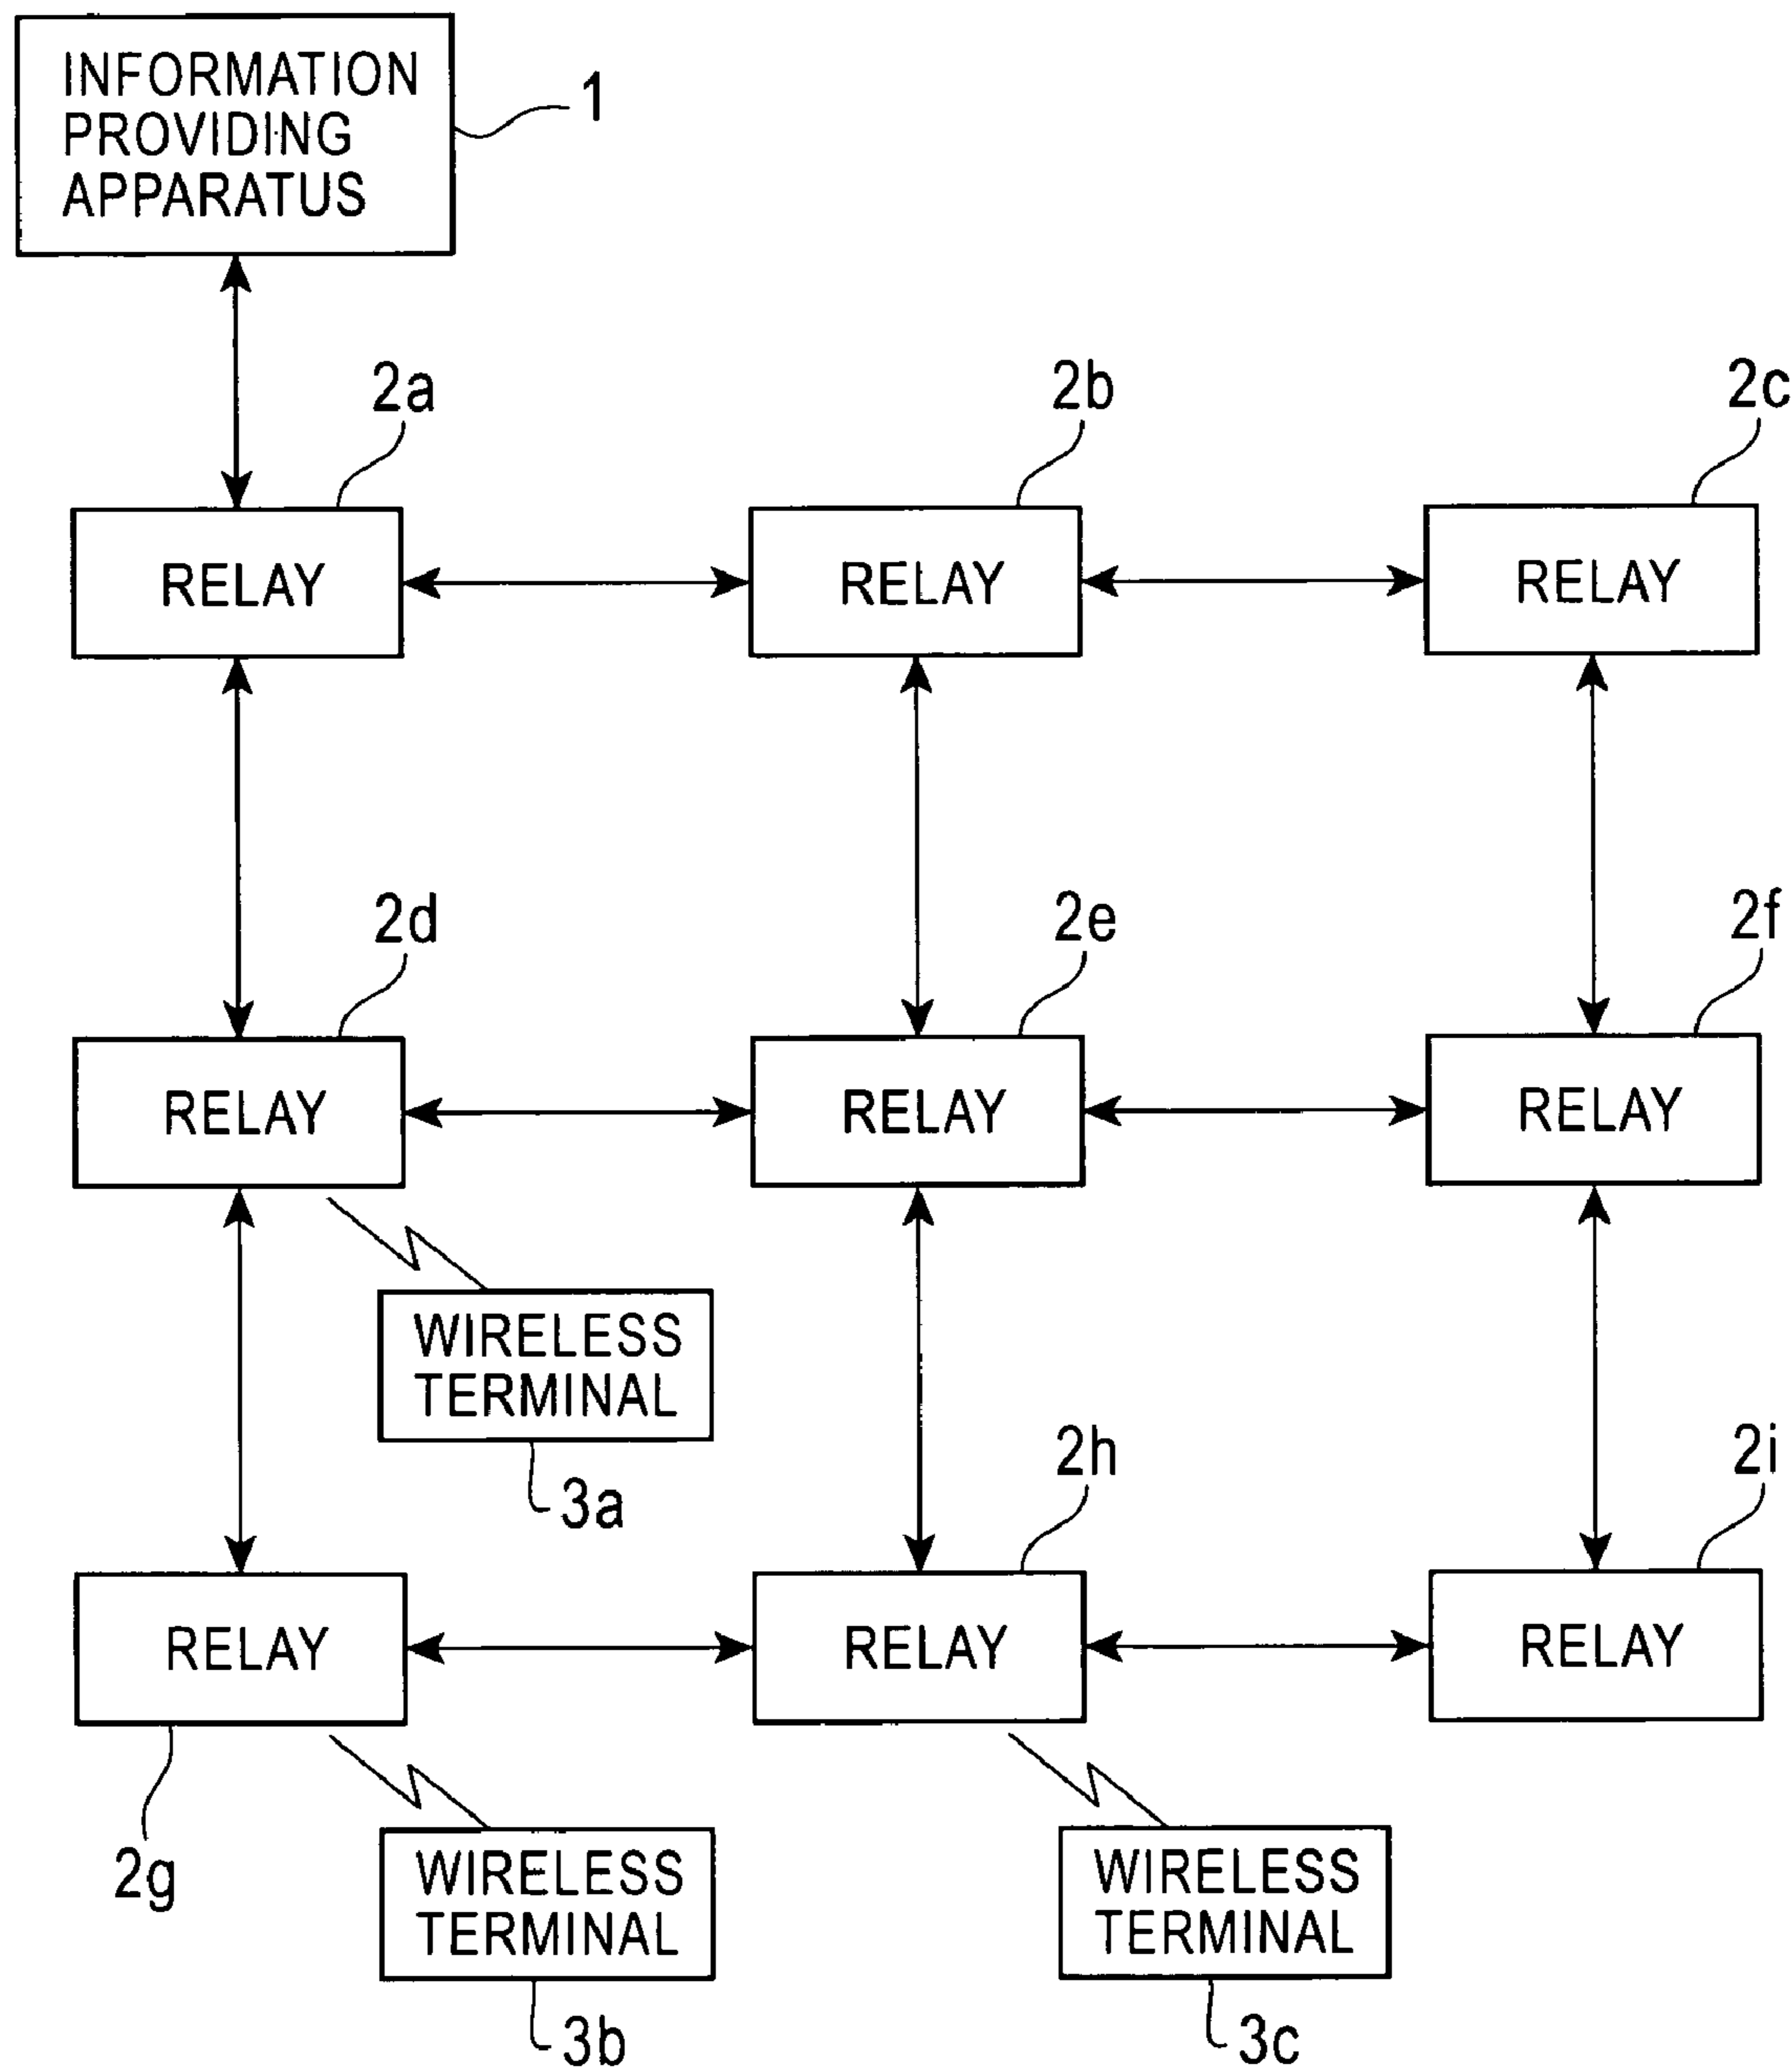 INFORMATION
PROVIDING
APPARATUS
1
2a
2b
2c
RELAY
RELAY
RELAY
2d
2e
2f
RELAY
RELAY
RELAY
WIRELESS
TERMINAL
3a
2h
2i
RELAY
RELAY
RELAY
2g
WIRELESS
TERMINAL
WIRELESS
TERMINAL
3b
3c